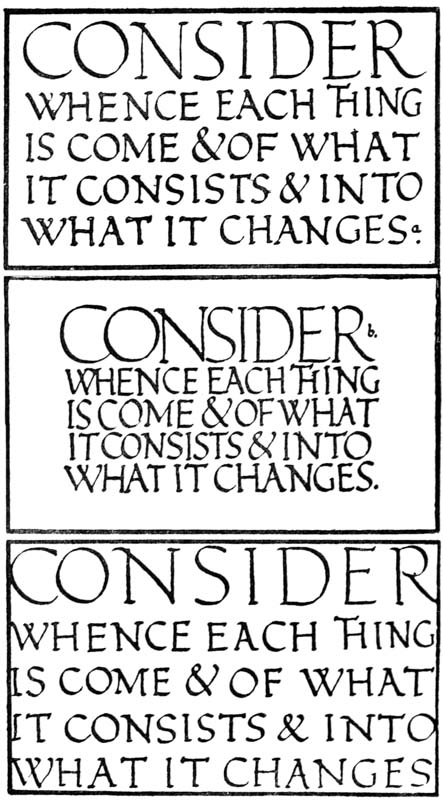 CONSIDER
WHENCE EACH THING
IS COME & OF WHAT
IT CONSISTS & INTO
WHAT IT CHANGES a.
CONSIDER b.
WHENCE EACH THING
IS COME & OF WHAT
IT CONSISTS & INTO
WHAT IT CHANGES.
CONSIDER
WHENCE EACH THING
IS COME & OF WHAT
IT CONSISTS & INTO
WHAT IT CHANGES